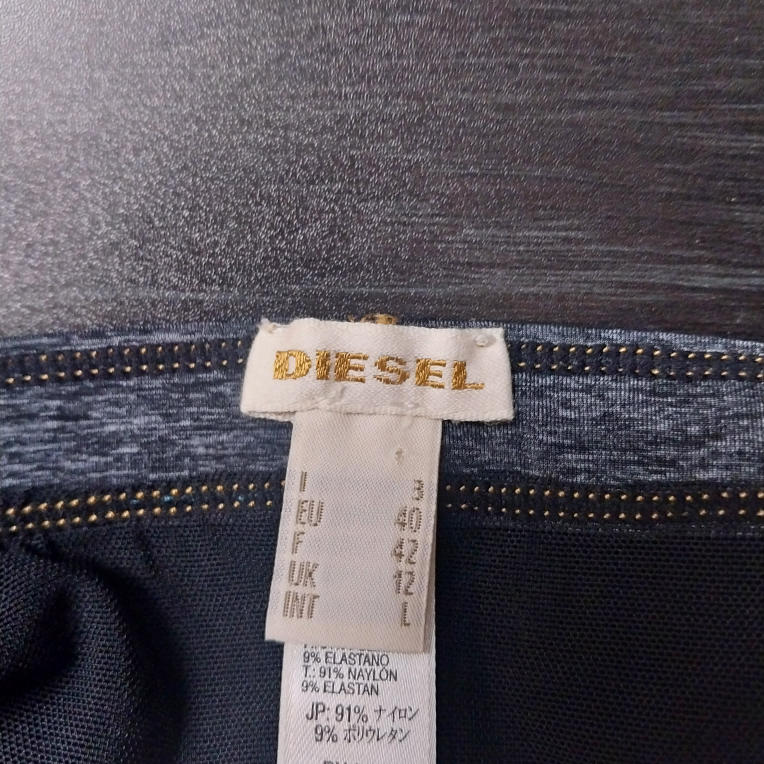 DIESEL
I 3
EU 40
F 42
UK 12
INT L
9% ELASTANO
T.: 91% NAYLÓN
9% ELASTAN
JP: 91% ナイロン
9% ポリウレタン